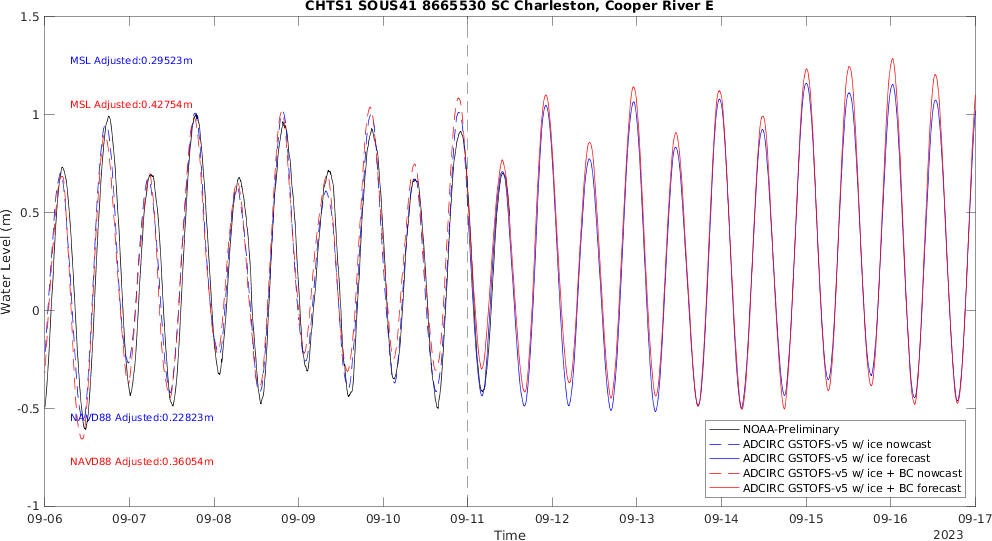 CHTS1 SOUS41 8665530 SC Charleston, Cooper River E
1.5
1
0.5
0
-0.5
-1
Water Level (m)
MSL Adjusted:0.29523m
MSL Adjusted:0.42754m
NAVD88 Adjusted:0.22823m
NAVD88 Adjusted:0.36054m
NOAA-Preliminary
ADCIRC GSTOFS-v5 w/ ice nowcast
ADCIRC GSTOFS-v5 w/ ice forecast
ADCIRC GSTOFS-v5 w/ ice + BC nowcast
ADCIRC GSTOFS-v5 w/ ice + BC forecast
09-06 09-07 09-08 09-09 09-10 09-11 09-12 09-13 09-14 09-15 09-16 09-17
Time
2023